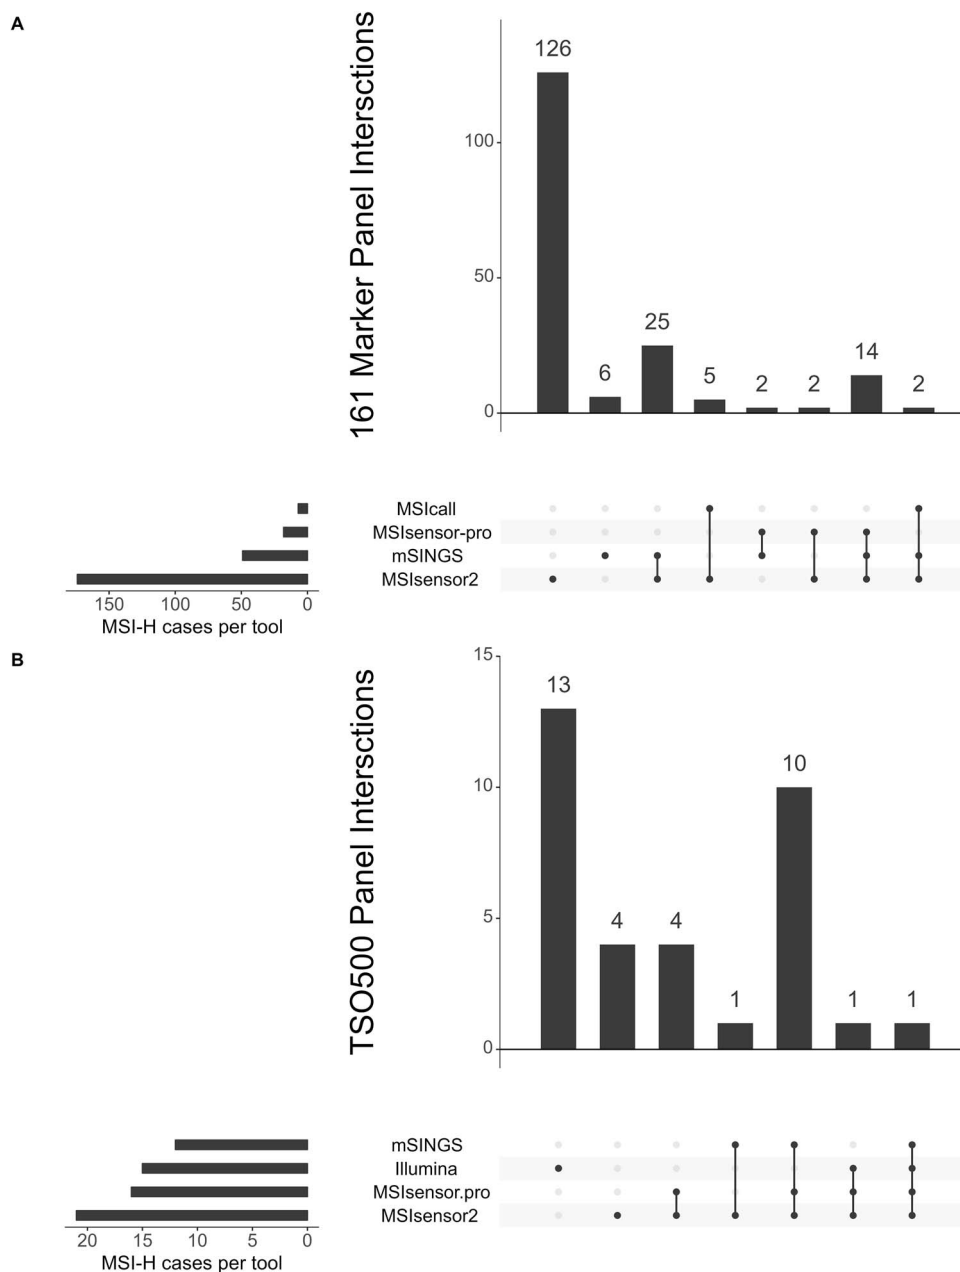 A
161 Marker Panel Intersctions
126
6
25
5
2
2
14
2
100
50
0
MSIcall
MSIsensor-pro
mSINGS
MSIsensor2
150 100 50 0
MSI-H cases per tool
B
TSO500 Panel Intersctions
15
10
5
0
13
4
4
1
10
1
1
mSINGS
Illumina
MSIsensor.pro
MSIsensor2
20 15 10 5 0
MSI-H cases per tool